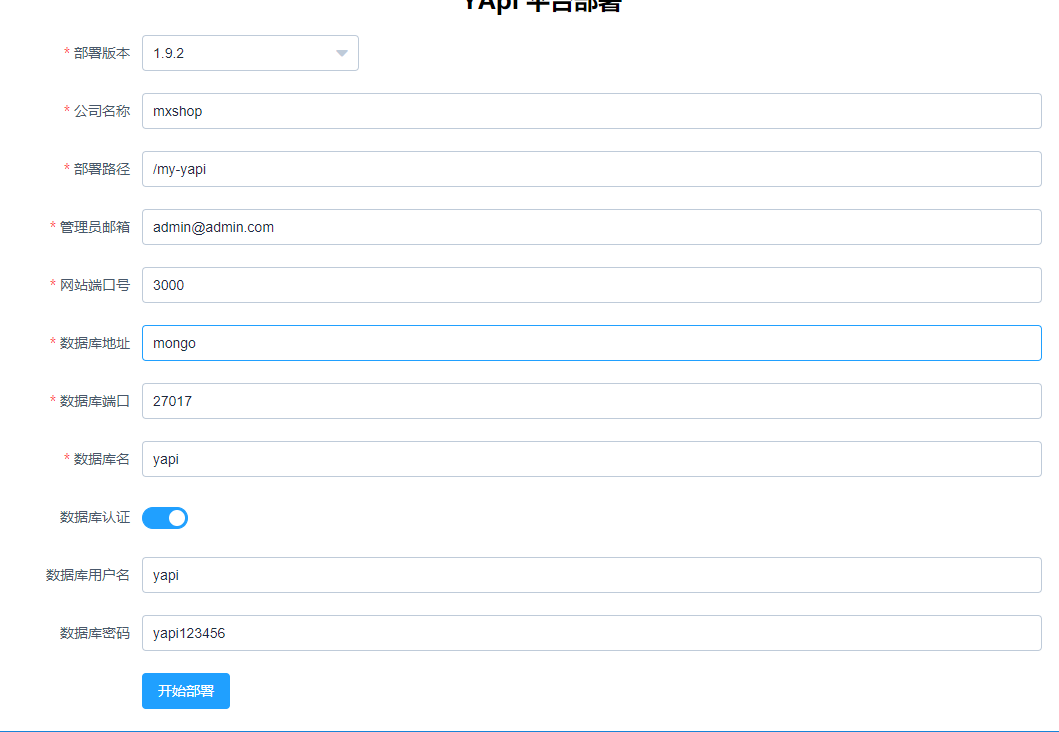 YApi 平台部署
* 部署版本 1.9.2
* 公司名称 mxshop
* 部署路径 /my-yapi
* 管理员邮箱 admin@admin.com
* 网站端口号 3000
* 数据库地址 mongo
* 数据库端口 27017
* 数据库名 yapi
数据库认证
数据库用户名 yapi
数据库密码 yapi123456
开始部署